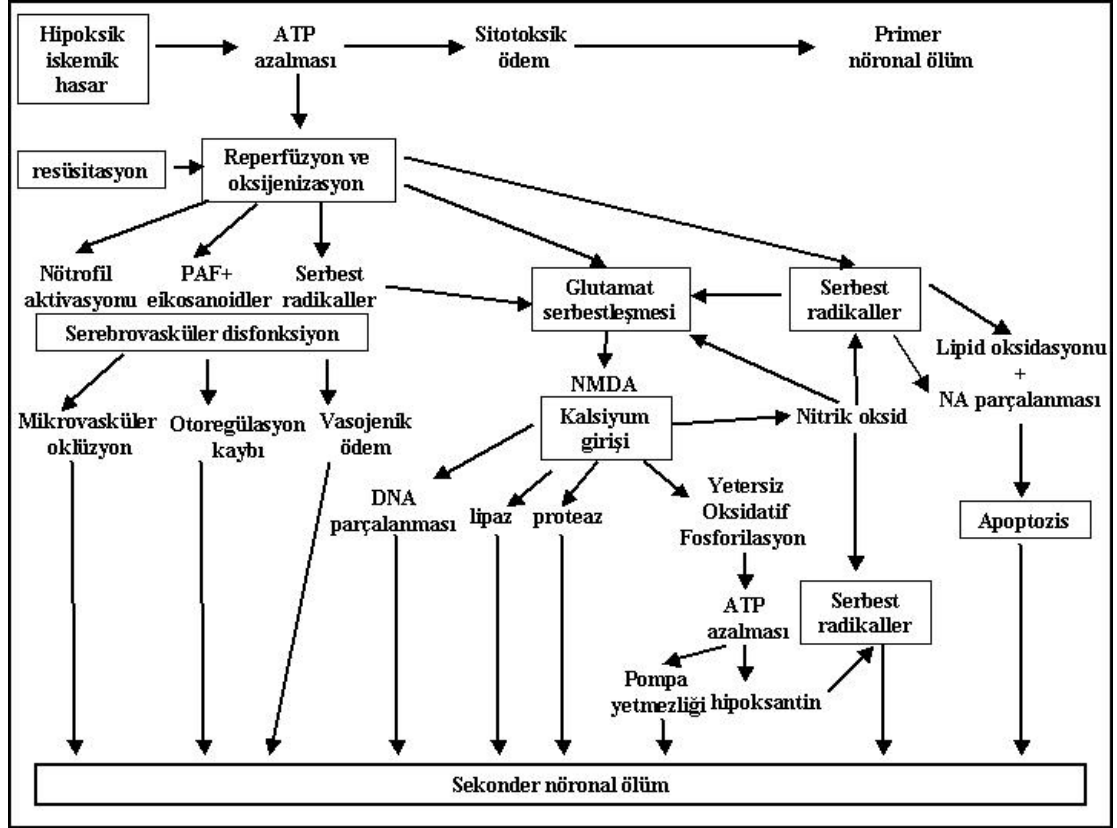 Hipoksik
iskemik
hasar
ATP
azalması
Sitotoksik
ödem
Primer
nöronal ölüm
resüsitasyon
Reperfüzyon ve
oksijenizasyon
Nötrofil
aktivasyonu
PAF+
eikosanoidler
Serbest
radikaller
Glutamat
serbestleşmesi
Serbest
radikaller
Serebrovasküler disfonksiyon
Lipid oksidasyonu
+
NA parçalanması
NMDA
Kalsiyum
girişi
Nitrik oksid
Mikrovasküler
oklüzyon
Otoregülasyon
kaybı
Vasojenik
ödem
DNA
parçalanması
lipaz
proteaz
Yetersiz
Oksidatif
Fosforilasyon
Apoptozis
ATP
azalması
Serbest
radikaller
Pompa
yetmezliği
hipoksantin
Sekonder nöronal ölüm